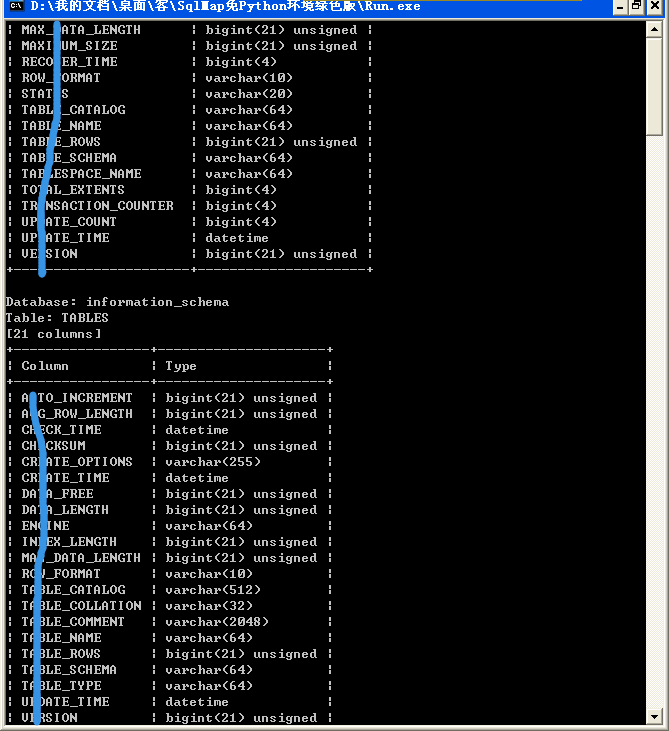 D:\我的文档\桌面\客\SqlMap免Python环境绿色版\Run.exe
| MAX_DATA_LENGTH | bigint(21) unsigned |
| MAXIMUM_SIZE | bigint(21) unsigned |
| RECOVER_TIME | bigint(4) |
| ROW_FORMAT | varchar(10) |
| STATUS | varchar(20) |
| TABLE_CATALOG | varchar(64) |
| TABLE_NAME | varchar(64) |
| TABLE_ROWS | bigint(21) unsigned |
| TABLE_SCHEMA | varchar(64) |
| TABLESPACE_NAME | varchar(64) |
| TOTAL_EXTENTS | bigint(4) |
| TRANSACTION_COUNTER | bigint(4) |
| UPDATE_COUNT | bigint(4) |
| UPDATE_TIME | datetime |
| VERSION | bigint(21) unsigned |
Database: information_schema
Table: TABLES
[21 columns]
| Column | Type |
| AUTO_INCREMENT | bigint(21) unsigned |
| AVG_ROW_LENGTH | bigint(21) unsigned |
| CHECK_TIME | datetime |
| CHECKSUM | bigint(21) unsigned |
| CREATE_OPTIONS | varchar(255) |
| CREATE_TIME | datetime |
| DATA_FREE | bigint(21) unsigned |
| DATA_LENGTH | bigint(21) unsigned |
| ENGINE | varchar(64) |
| INDEX_LENGTH | bigint(21) unsigned |
| MAX_DATA_LENGTH | bigint(21) unsigned |
| ROW_FORMAT | varchar(10) |
| TABLE_CATALOG | varchar(512) |
| TABLE_COLLATION | varchar(32) |
| TABLE_COMMENT | varchar(2048) |
| TABLE_NAME | varchar(64) |
| TABLE_ROWS | bigint(21) unsigned |
| TABLE_SCHEMA | varchar(64) |
| TABLE_TYPE | varchar(64) |
| UPDATE_TIME | datetime |
| VERSION | bigint(21) unsigned |